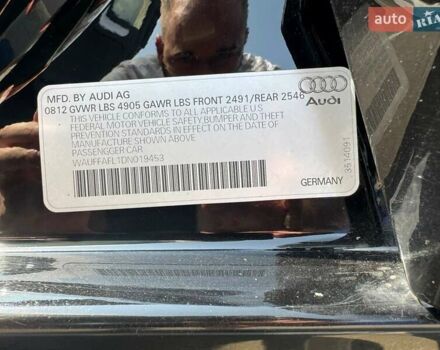 auto RIA
MFD. BY AUDI AG
0812 GVWR LBS 4905 GAWR LBS FRONT 2491/REAR 2546
THIS VEHICLE CONFORMS TO ALL APPLICABLE U.S.
FEDERAL MOTOR VEHICLE SAFETY,BUMPER AND THEFT
PREVENTION STANDARDS IN EFFECT ON THE DATE OF
MANUFACTURE SHOWN ABOVE
PASSENGER CAR
WAUFFAFL1DN019453
Audi
GERMANY
3514091